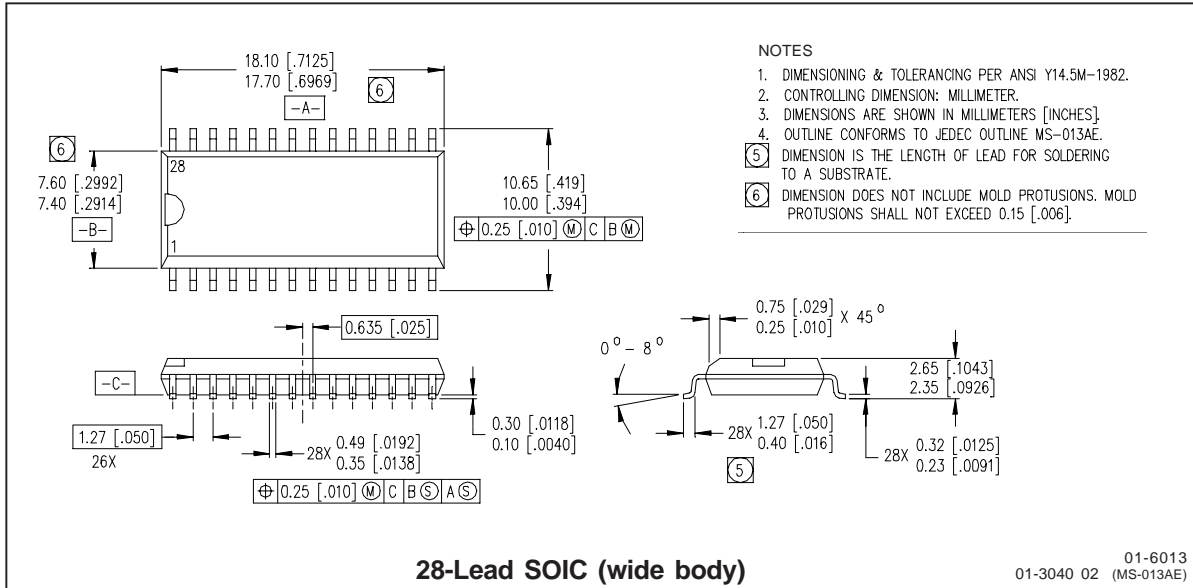 18.10 [.7125]
17.70 [.6969]
-A-
6
6
7.60 [.2992]
7.40 [.2914]
-B-
28
1
10.65 [.419]
10.00 [.394]
⌖ 0.25 [.010] Ⓜ C B Ⓜ
NOTES
1. DIMENSIONING & TOLERANCING PER ANSI Y14.5M-1982.
2. CONTROLLING DIMENSION: MILLIMETER.
3. DIMENSIONS ARE SHOWN IN MILLIMETERS [INCHES].
4. OUTLINE CONFORMS TO JEDEC OUTLINE MS-013AE.
5 DIMENSION IS THE LENGTH OF LEAD FOR SOLDERING
TO A SUBSTRATE.
6 DIMENSION DOES NOT INCLUDE MOLD PROTUSIONS. MOLD
PROTUSIONS SHALL NOT EXCEED 0.15 [.006].
0.635 [.025]
-C-
1.27 [.050]
26X
28X 0.49 [.0192]
0.35 [.0138]
⌖ 0.25 [.010] Ⓜ C B Ⓢ A Ⓢ
0.30 [.0118]
0.10 [.0040]
0.75 [.029]
0.25 [.010] X 45°
0° - 8°
2.65 [.1043]
2.35 [.0926]
28X 1.27 [.050]
0.40 [.016]
5
28X 0.32 [.0125]
0.23 [.0091]
28-Lead SOIC (wide body)
01-6013
01-3040 02 (MS-013AE)